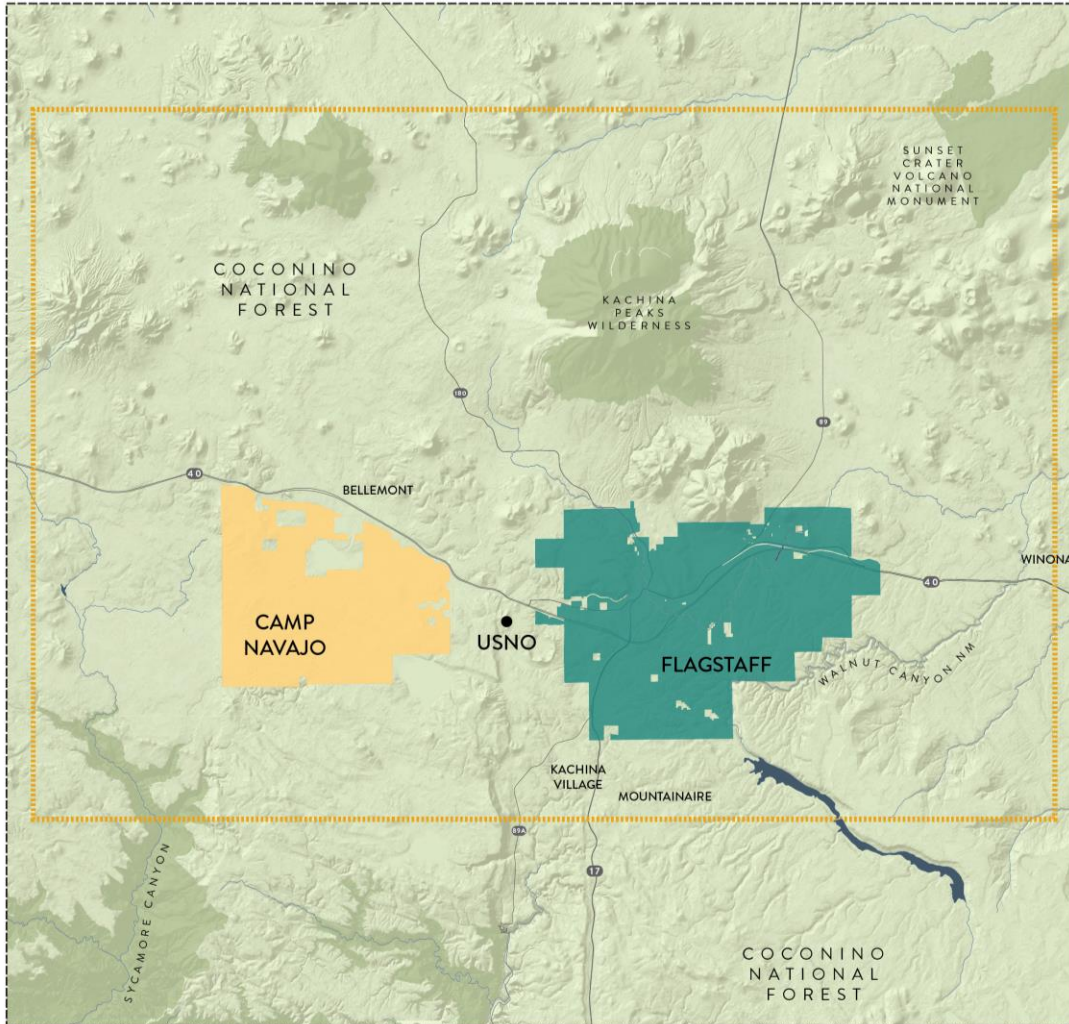 SUNSET
CRATER
VOLCANO
NATIONAL
MONUMENT
COCONINO
NATIONAL
FOREST
KACHINA
PEAKS
WILDERNESS
180
89
40
BELLEMONT
WINONA
40
CAMP
NAVAJO
USNO
FLAGSTAFF
WALNUT CANYON NM
KACHINA
VILLAGE
MOUNTAINAIRE
89A
17
SYCAMORE CANYON
COCONINO
NATIONAL
FOREST